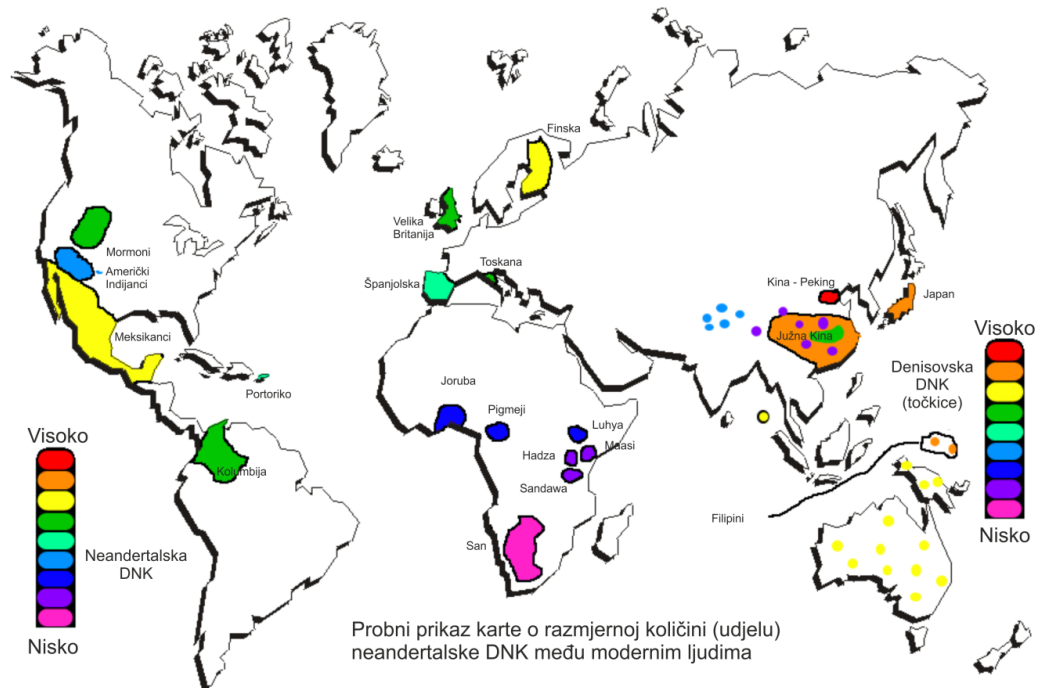 Finska
Velika
Britanija
Mormoni
Američki
Indijanci
Toskana
Španjolska
Kina - Peking
Japan
Meksikanci
Južna Kina
Portoriko
Joruba
Pigmeji
Luhya
Maasi
Hadza
Sandawa
Kolumbija
San
Filipini
Visoko
Denisovska
DNK
(točkice)
Nisko
Visoko
Neandertalska
DNK
Nisko
Probni prikaz karte o razmjernoj količini (udjelu)
neandertalske DNK među modernim ljudima